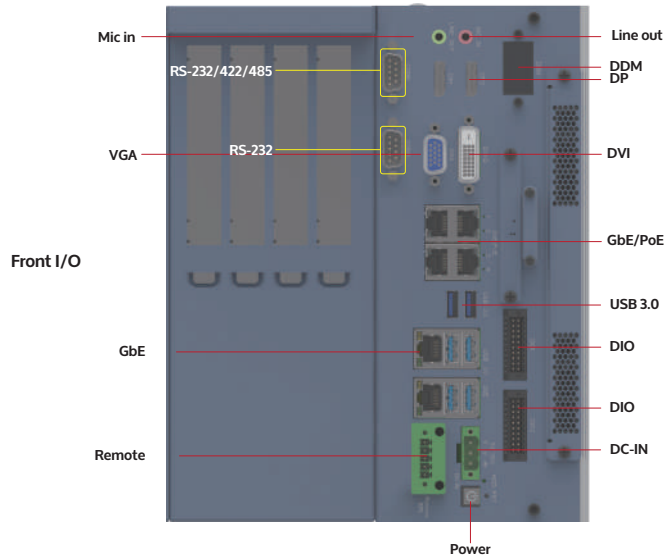 Mic in
Line out
RS-232/422/485
DDM
DP
VGA
RS-232
DVI
GbE/PoE
Front I/O
USB 3.0
GbE
DIO
DIO
Remote
DC-IN
Power